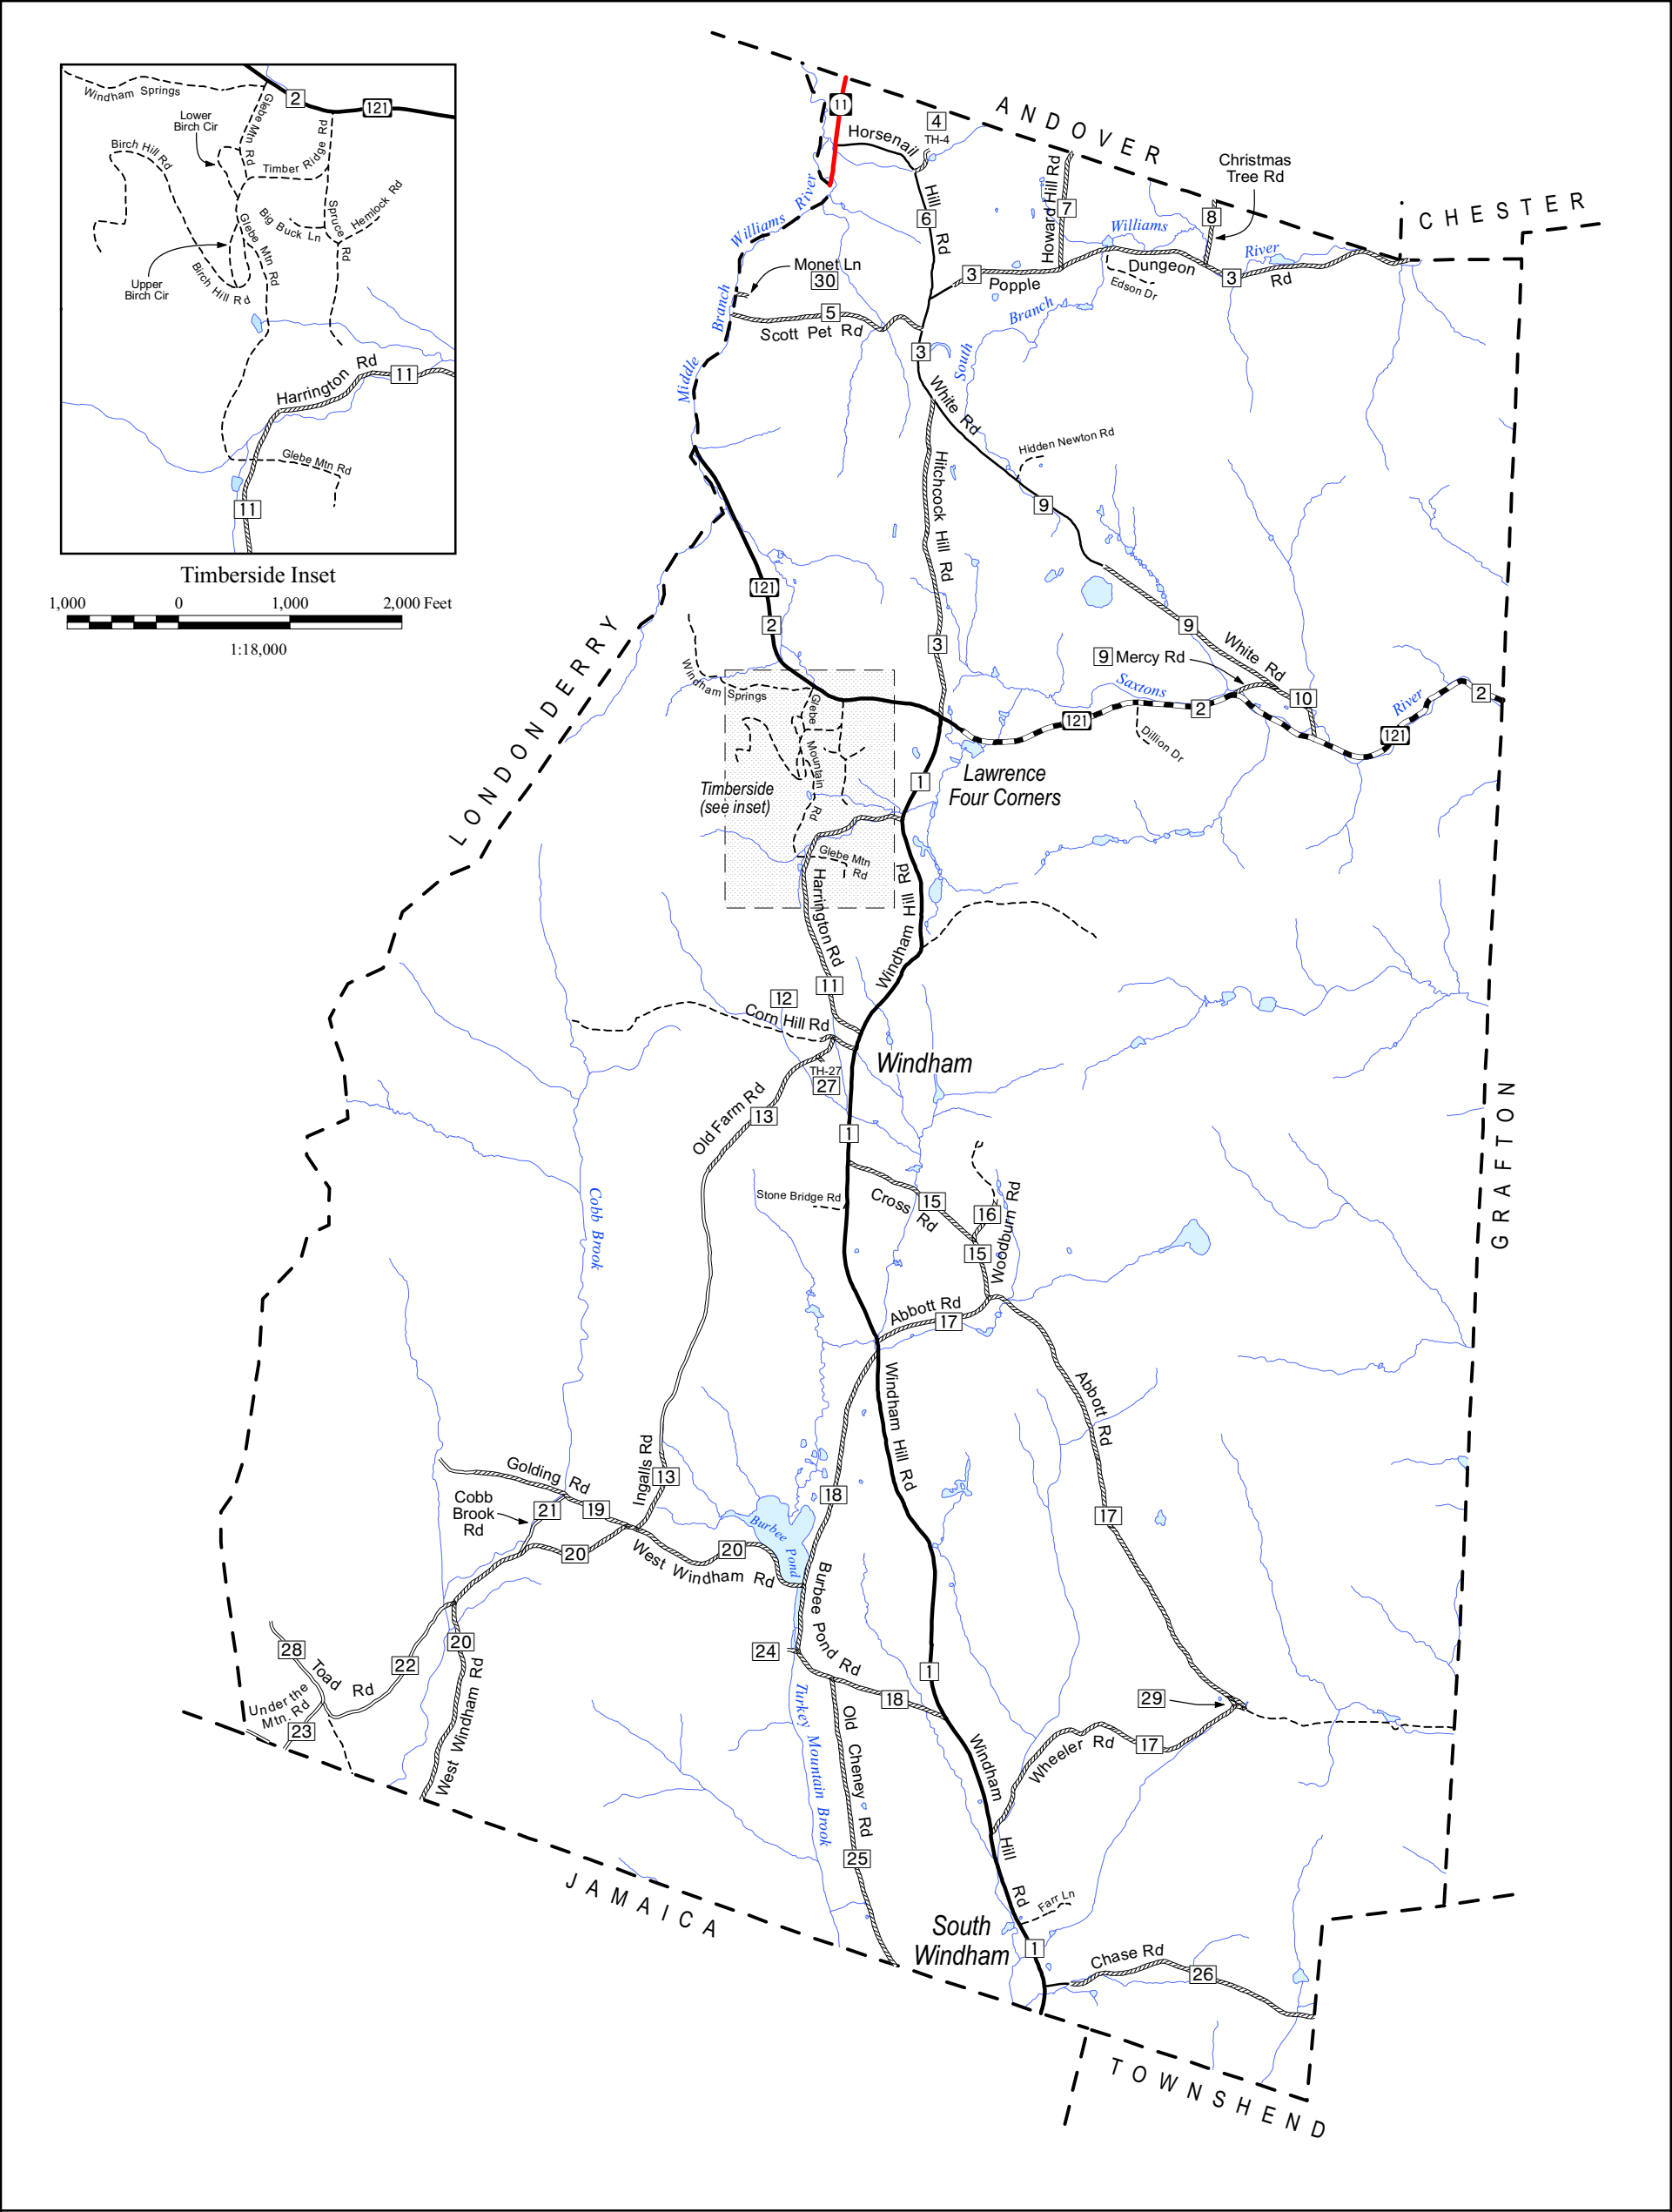 ANDOVER
CHESTER
LONDONDERRY
GRAFTON
JAMAICA
TOWNSHEND
Windham Springs
2
121
Lower
Birch Cir
Glebe Mtn Rd
Timber Ridge Rd
Birch Hill Rd
Big Buck Ln
Spruce Rd
Hemlock Rd
Glebe Mtn Rd
Upper
Birch Cir
Birch Hill Rd
Harrington Rd
11
Glebe Mtn Rd
11
Timberside Inset
1,000
0
1,000
2,000 Feet
1:18,000
11
Horsenail
Hill
Rd
4
TH-4
6
Howard Hill Rd
7
Christmas
Tree Rd
8
Williams
River
Dungeon
Rd
3
3
Popple
Edson Dr
Middle
Branch
Williams
River
Monet Ln
30
5
Scott Pet Rd
3
South
Branch
White Rd
Hidden Newton Rd
9
Hitchcock Hill Rd
3
121
2
9
White Rd
9
Mercy Rd
10
Saxtons
River
121
2
121
2
Dillion Dr
Windham Springs
Glebe
Mountain
Rd
Timberside
(see inset)
Glebe Mtn
Rd
Lawrence
Four Corners
1
Harrington Rd
Windham Hill Rd
11
12
Corn Hill Rd
Windham
TH-27
27
Old Farm Rd
13
1
Stone Bridge Rd
Cross
Rd
15
16
15
Woodburn Rd
Cobb Brook
Abbott Rd
17
Windham Hill Rd
Abbott Rd
17
Golding Rd
Ingalls Rd
13
18
Cobb
Brook
Rd
21
19
20
20
West Windham Rd
Burbee
Pond
Burbee Pond Rd
24
20
West Windham Rd
28
Toad Rd
22
Under the
Mtn. Rd
23
18
1
29
Turkey Mountain Brook
Old Cheney Rd
25
Windham
Hill
Rd
Wheeler Rd
17
Farr Ln
South
Windham
1
Chase Rd
26